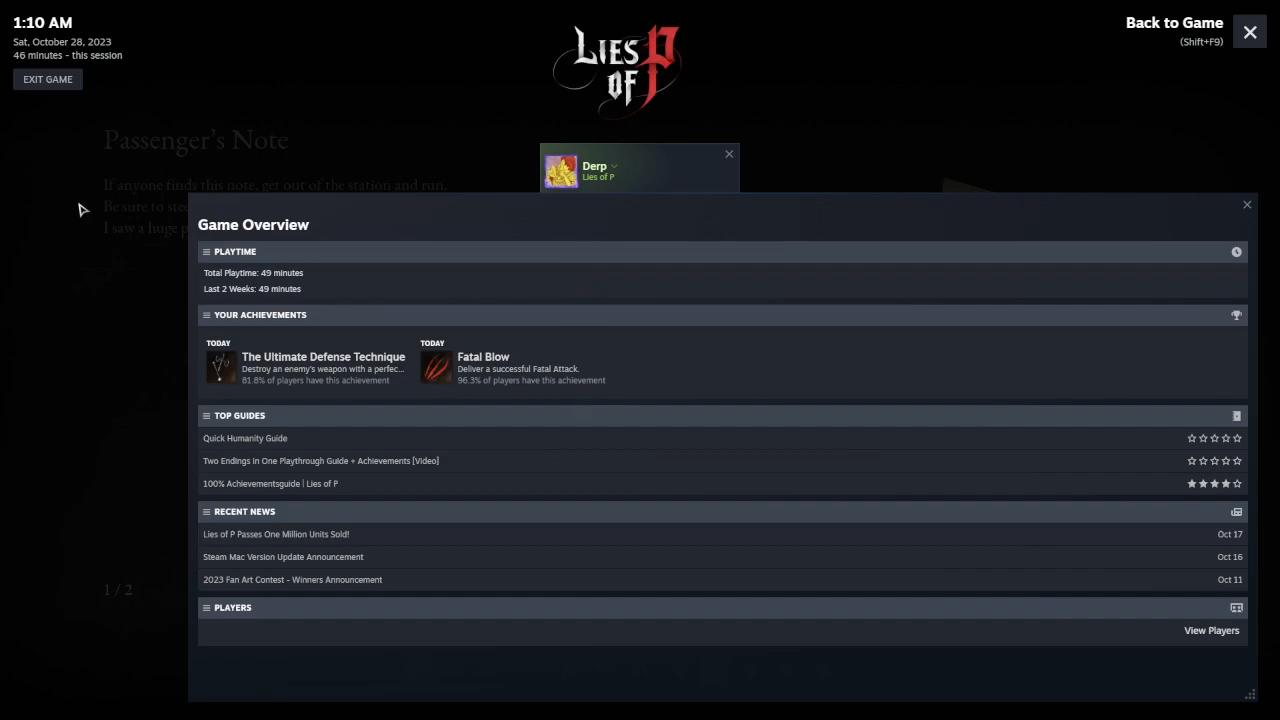 1:10 AM
Sat, October 28, 2023
46 minutes - this session
EXIT GAME
LIES OF P
Back to Game
(Shift+F9)
Passenger's Note
If anyone finds this note, get out of the station and run.
Be sure to
I saw a huge
Derp
Lies of P
Game Overview
PLAYTIME
Total Playtime: 49 minutes
Last 2 Weeks: 49 minutes
YOUR ACHIEVEMENTS
TODAY
The Ultimate Defense Technique
Destroy an enemy's weapon with a perfec...
81.8% of players have this achievement
TODAY
Fatal Blow
Deliver a successful Fatal Attack.
96.3% of players have this achievement
TOP GUIDES
Quick Humanity Guide
Two Endings in One Playthrough Guide + Achievements [Video]
100% Achievementsguide | Lies of P
RECENT NEWS
Lies of P Passes One Million Units Sold!
Oct 17
Steam Mac Version Update Announcement
Oct 16
2023 Fan Art Contest - Winners Announcement
Oct 11
1 / 2
PLAYERS
View Players